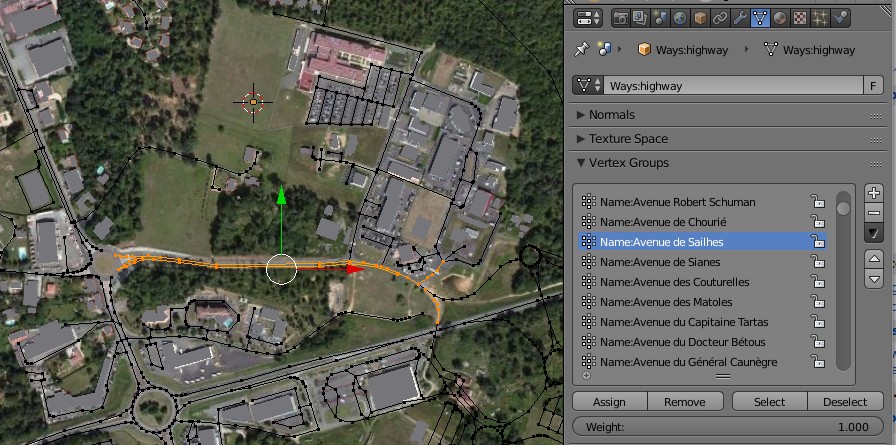 Ways:highway
Ways:highway
Ways:highway
F
Normals
Texture Space
Vertex Groups
Name:Avenue Robert Schuman
Name:Avenue de Chourié
Name:Avenue de Sailhes
Name:Avenue de Sianes
Name:Avenue des Couturelles
Name:Avenue des Matoles
Name:Avenue du Capitaine Tartas
Name:Avenue du Docteur Bétous
Name:Avenue du Général Caunègre
Assign
Remove
Select
Deselect
Weight: 1.000